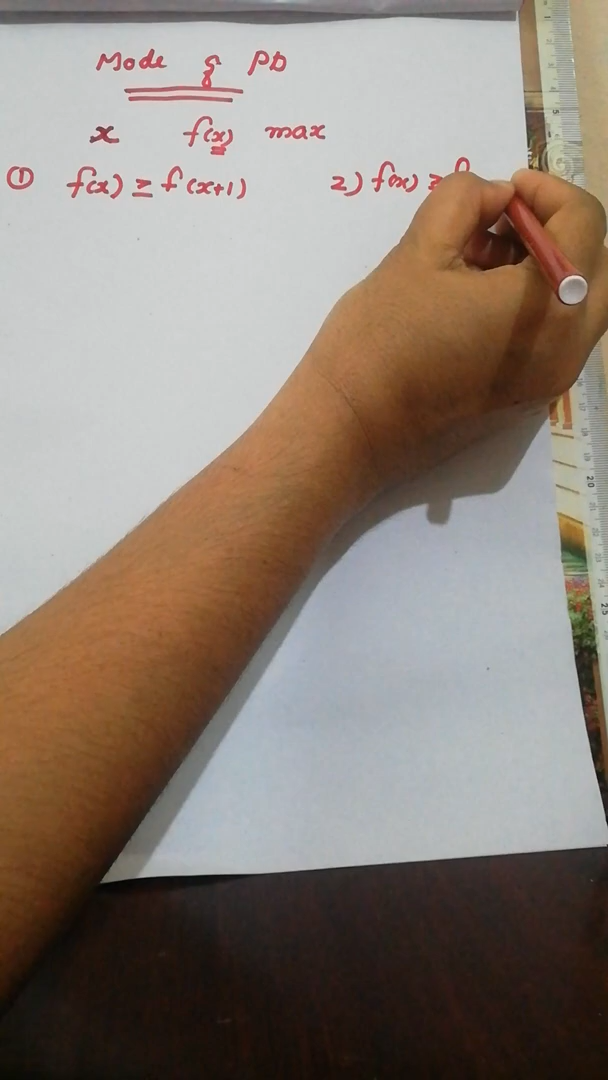 Mode of PD
x f(x) max
① f(x) ≥ f(x+1) 2) f(x) ≥ f